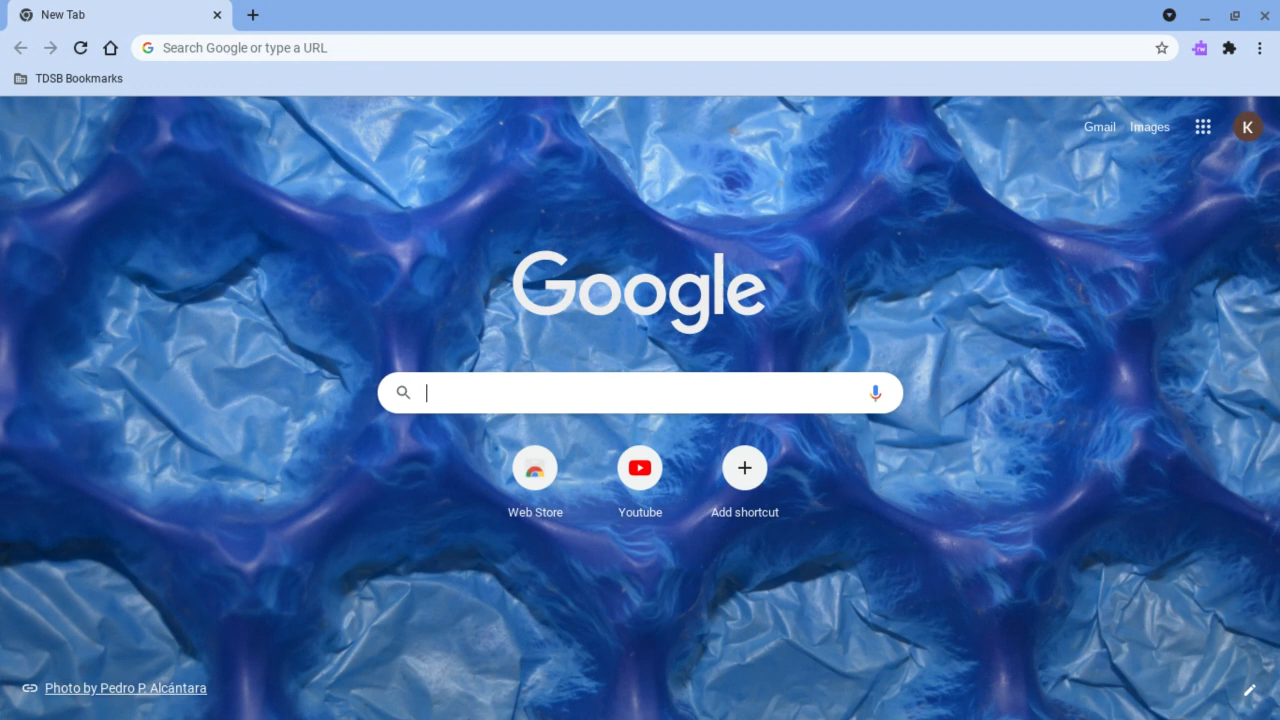 New Tab
Search Google or type a URL
TDSB Bookmarks
Gmail Images
K
Google
Web Store Youtube Add shortcut
Photo by Pedro P. Alcántara